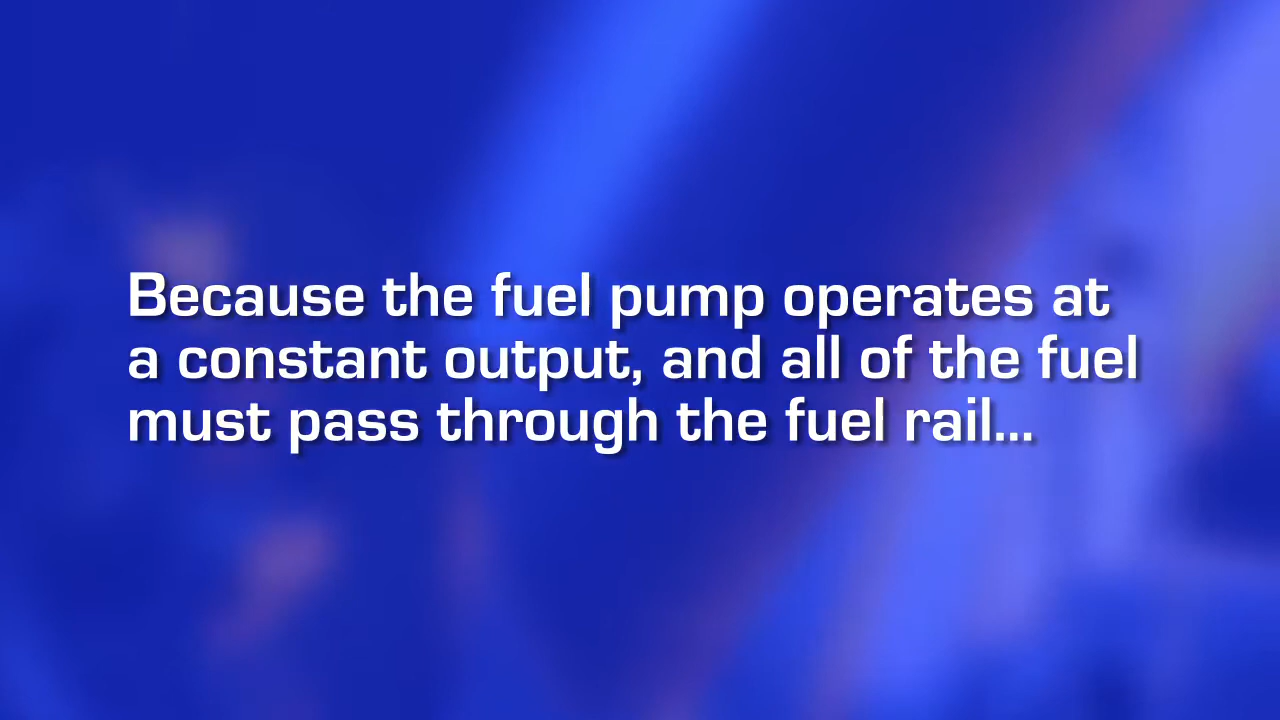 Because the fuel pump operates at
a constant output, and all of the fuel
must pass through the fuel rail...